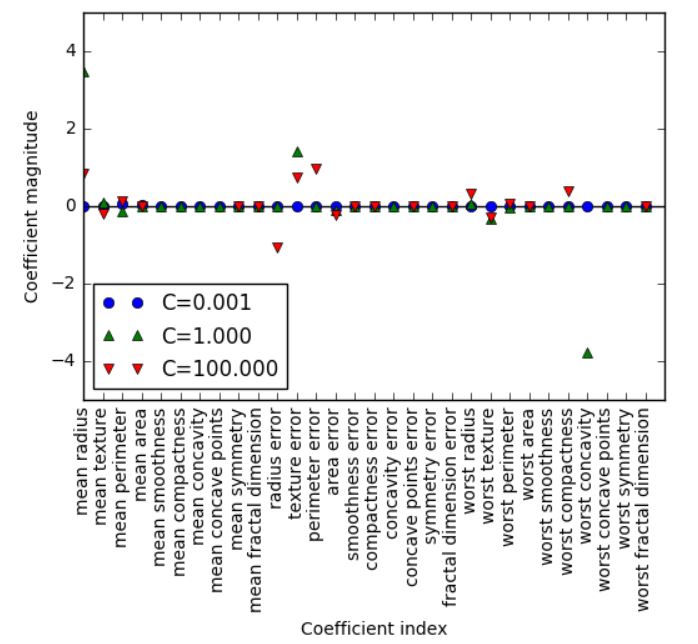 4
2
0
−2
−4
Coefficient magnitude
C=0.001
C=1.000
C=100.000
mean radius
mean texture
mean perimeter
mean area
mean smoothness
mean compactness
mean concavity
mean concave points
mean symmetry
mean fractal dimension
radius error
texture error
perimeter error
area error
smoothness error
compactness error
concavity error
concave points error
symmetry error
fractal dimension error
worst radius
worst texture
worst perimeter
worst area
worst smoothness
worst compactness
worst concavity
worst concave points
worst symmetry
worst fractal dimension
Coefficient index